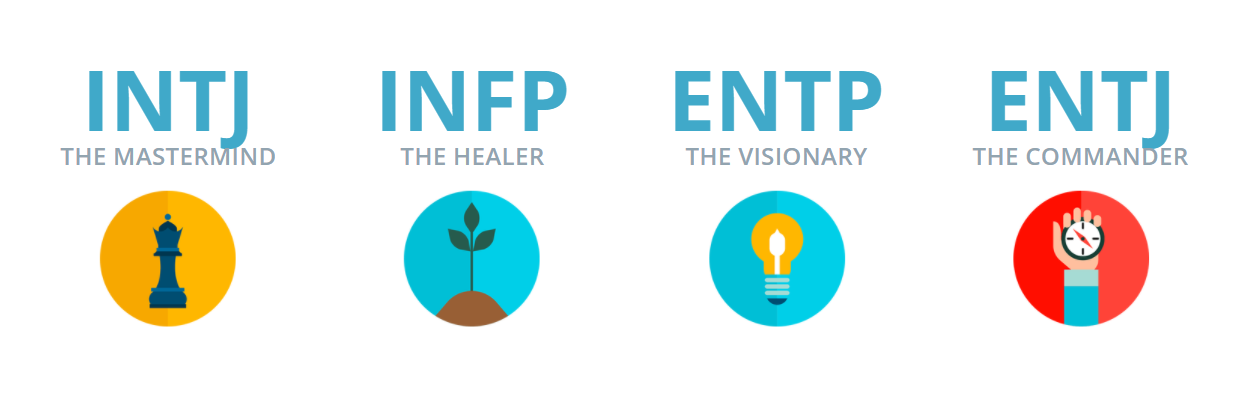 INTJ
THE MASTERMIND
INFP
THE HEALER
ENTP
THE VISIONARY
ENTJ
THE COMMANDER